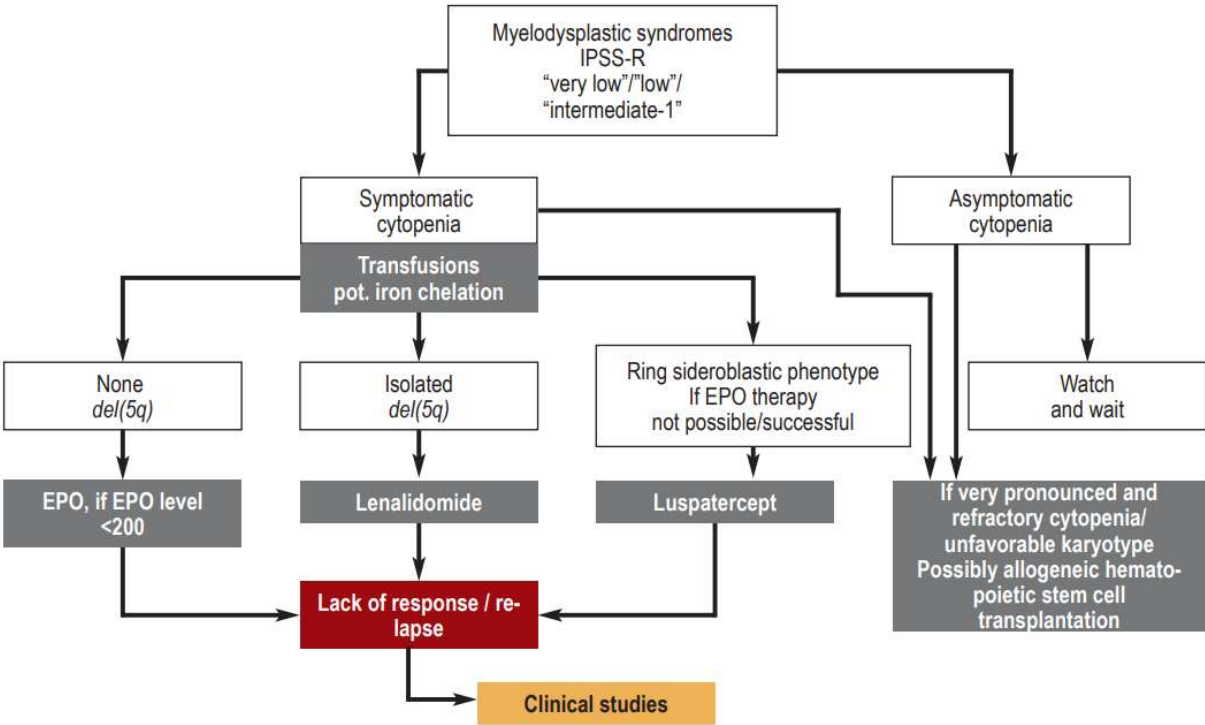 Myelodysplastic syndromes
IPSS-R
“very low”/”low”/
“intermediate-1”
Symptomatic
cytopenia
Asymptomatic
cytopenia
Transfusions
pot. iron chelation
None
del(5q)
Isolated
del(5q)
Ring sideroblastic phenotype
If EPO therapy
not possible/successful
Watch
and wait
EPO, if EPO level
<200
Lenalidomide
Luspatercept
If very pronounced and
refractory cytopenia/
unfavorable karyotype
Possibly allogeneic hemato-
poietic stem cell
transplantation
Lack of response / re-
lapse
Clinical studies